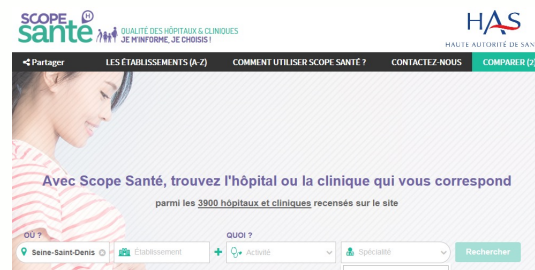 SCOPE
santé
H
QUALITÉ DES HÔPITAUX & CLINIQUES
JE M'INFORME, JE CHOISIS !
HAS
HAUTE AUTORITÉ DE SAN
Partager LES ÉTABLISSEMENTS (A-Z) COMMENT UTILISER SCOPE SANTÉ ? CONTACTEZ-NOUS COMPARER (2)
Avec Scope Santé, trouvez l'hôpital ou la clinique qui vous correspond
parmi les 3900 hôpitaux et cliniques recensés sur le site
OÙ ? QUOI ?
Seine-Saint-Denis Établissement Activité Spécialité Rechercher